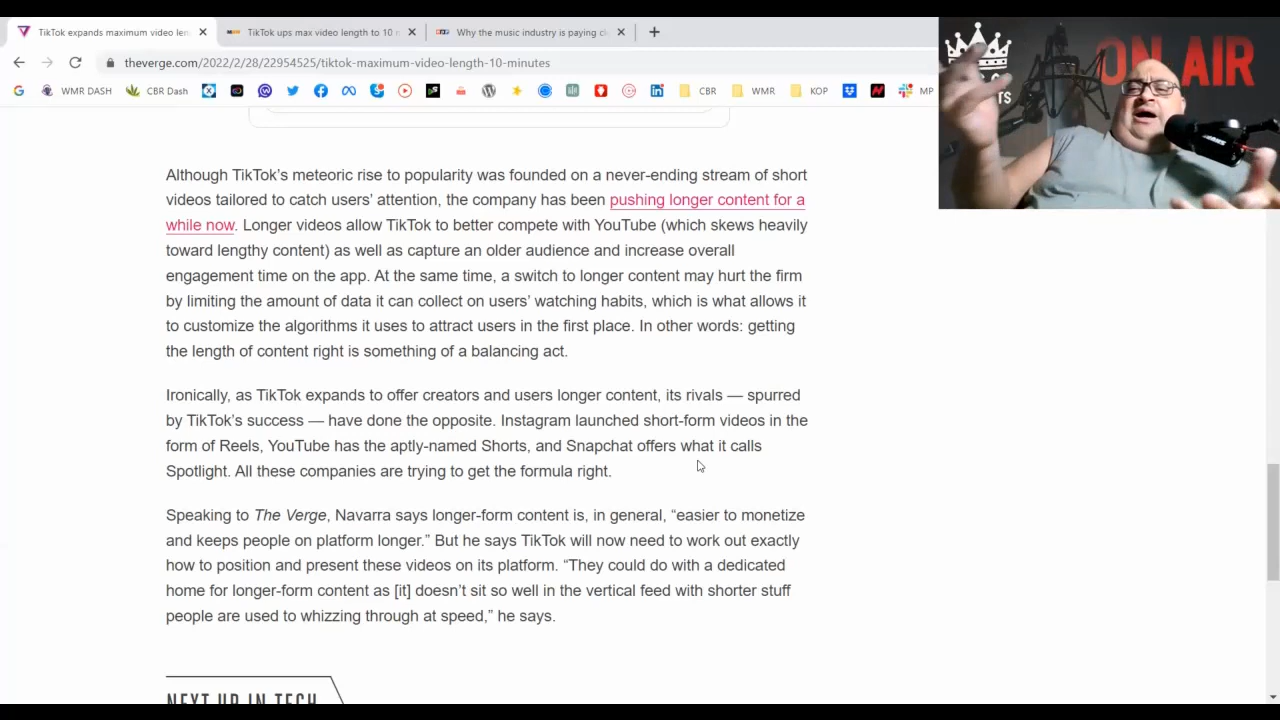 TikTok expands maximum video len
TikTok ups max video length to 10
Why the music industry is paying
theverge.com/2022/2/28/22953825/tiktok-maximum-video-length-10-minutes
WMR DASH
CBR Dash
CBR
WMR
KOP
MP
ON AIR
Although TikTok’s meteoric rise to popularity was founded on a never-ending stream of short
videos tailored to catch users’ attention, the company has been pushing longer content for a
while now. Longer videos allow TikTok to better compete with YouTube (which skews heavily
toward lengthy content) as well as capture an older audience and increase overall
engagement time on the app. At the same time, a switch to longer content may hurt the firm
by limiting the amount of data it can collect on users’ watching habits, which is what allows it
to customize the algorithms it uses to attract users in the first place. In other words: getting
the length of content right is something of a balancing act.
Ironically, as TikTok expands to offer creators and users longer content, its rivals — spurred
by TikTok’s success — have done the opposite. Instagram launched short-form videos in the
form of Reels, YouTube has the aptly-named Shorts, and Snapchat offers what it calls
Spotlight. All these companies are trying to get the formula right.
Speaking to The Verge, Navarra says longer-form content is, in general, “easier to monetize
and keeps people on platform longer.” But he says TikTok will now need to work out exactly
how to position and present these videos on its platform. “They could do with a dedicated
home for longer-form content as [it] doesn’t sit so well in the vertical feed with shorter stuff
people are used to whizzing through at speed,” he says.
NEXT UP IN TECH